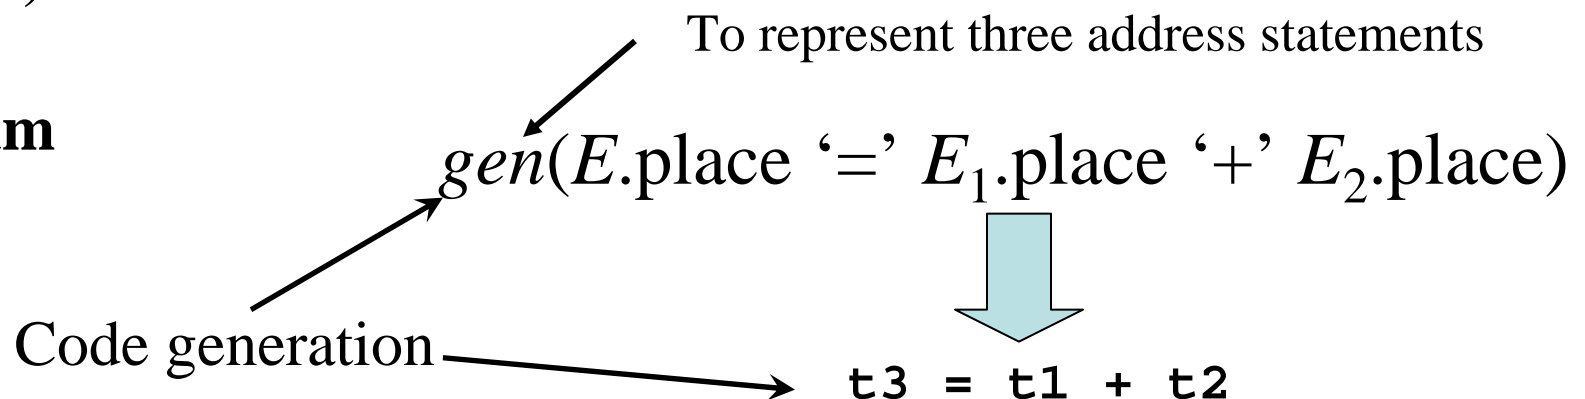 To represent three address statements
gen(E.place ‘=’ E₁.place ‘+’ E₂.place)
Code generation
t3 = t1 + t2